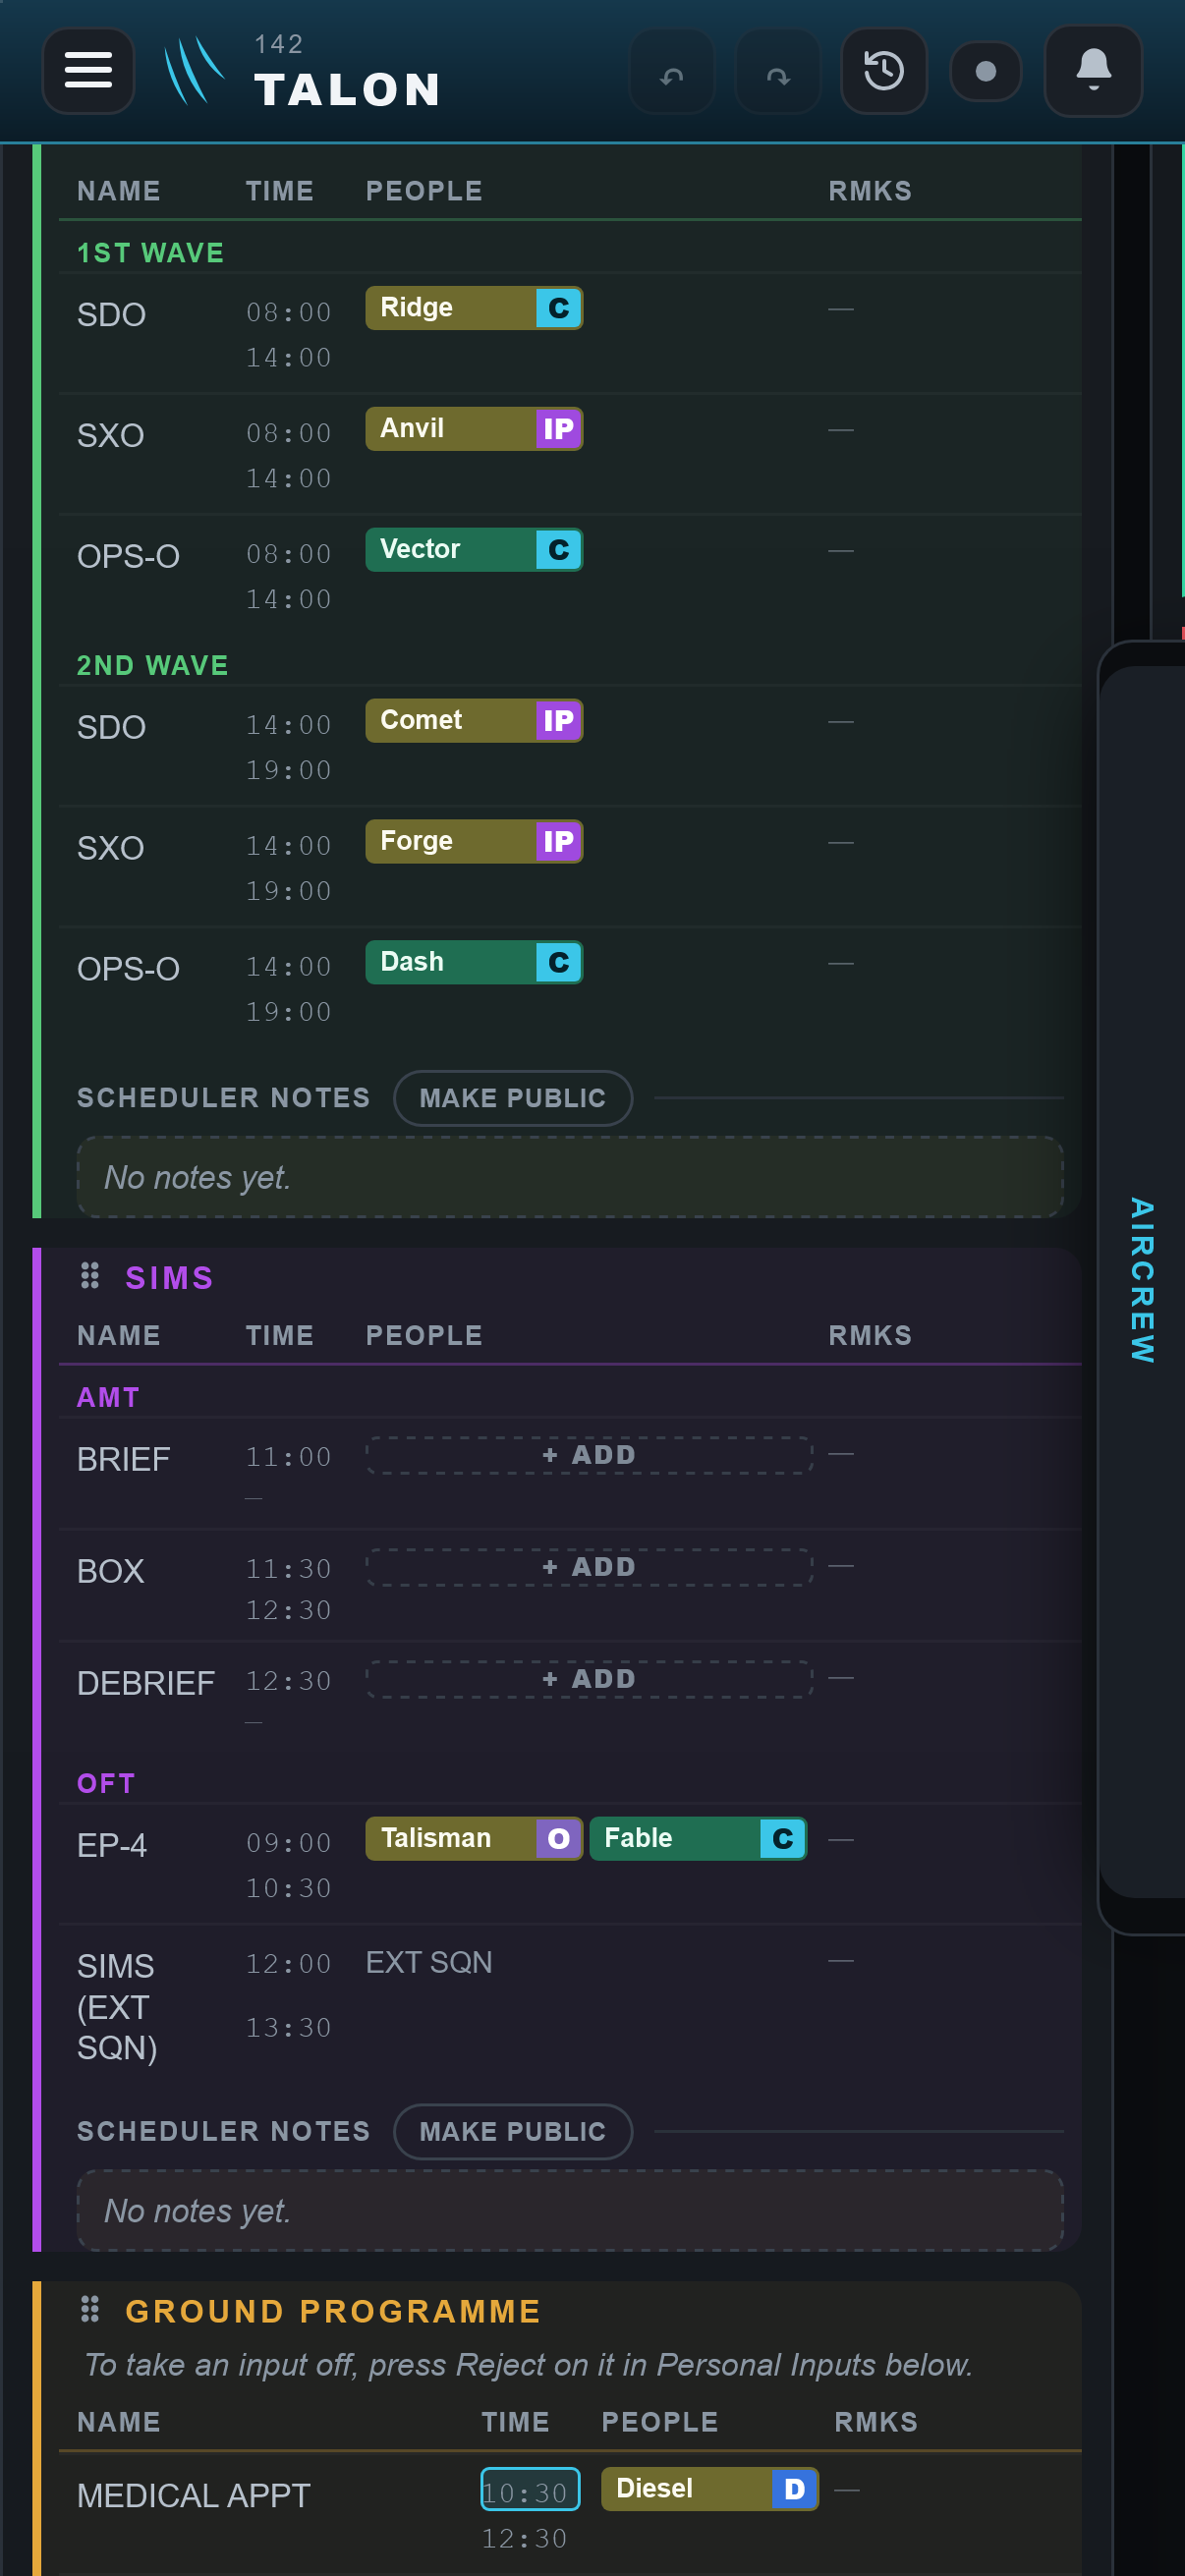 142
TALON
NAME TIME PEOPLE RMKS
1ST WAVE
SDO 08:00 Ridge C —
14:00
SXO 08:00 Anvil IP —
14:00
OPS-O 08:00 Vector C —
14:00
2ND WAVE
SDO 14:00 Comet IP —
19:00
SXO 14:00 Forge IP —
19:00
OPS-O 14:00 Dash C —
19:00
SCHEDULER NOTES MAKE PUBLIC
No notes yet.
AIRCREW
SIMS
NAME TIME PEOPLE RMKS
AMT
BRIEF 11:00 + ADD —
—
BOX 11:30 + ADD —
12:30
DEBRIEF 12:30 + ADD —
—
OFT
EP-4 09:00 Talisman O Fable C —
10:30
SIMS 12:00 EXT SQN —
(EXT 13:30
SQN)
SCHEDULER NOTES MAKE PUBLIC
No notes yet.
GROUND PROGRAMME
To take an input off, press Reject on it in Personal Inputs below.
NAME TIME PEOPLE RMKS
MEDICAL APPT 10:30 Diesel D —
12:30